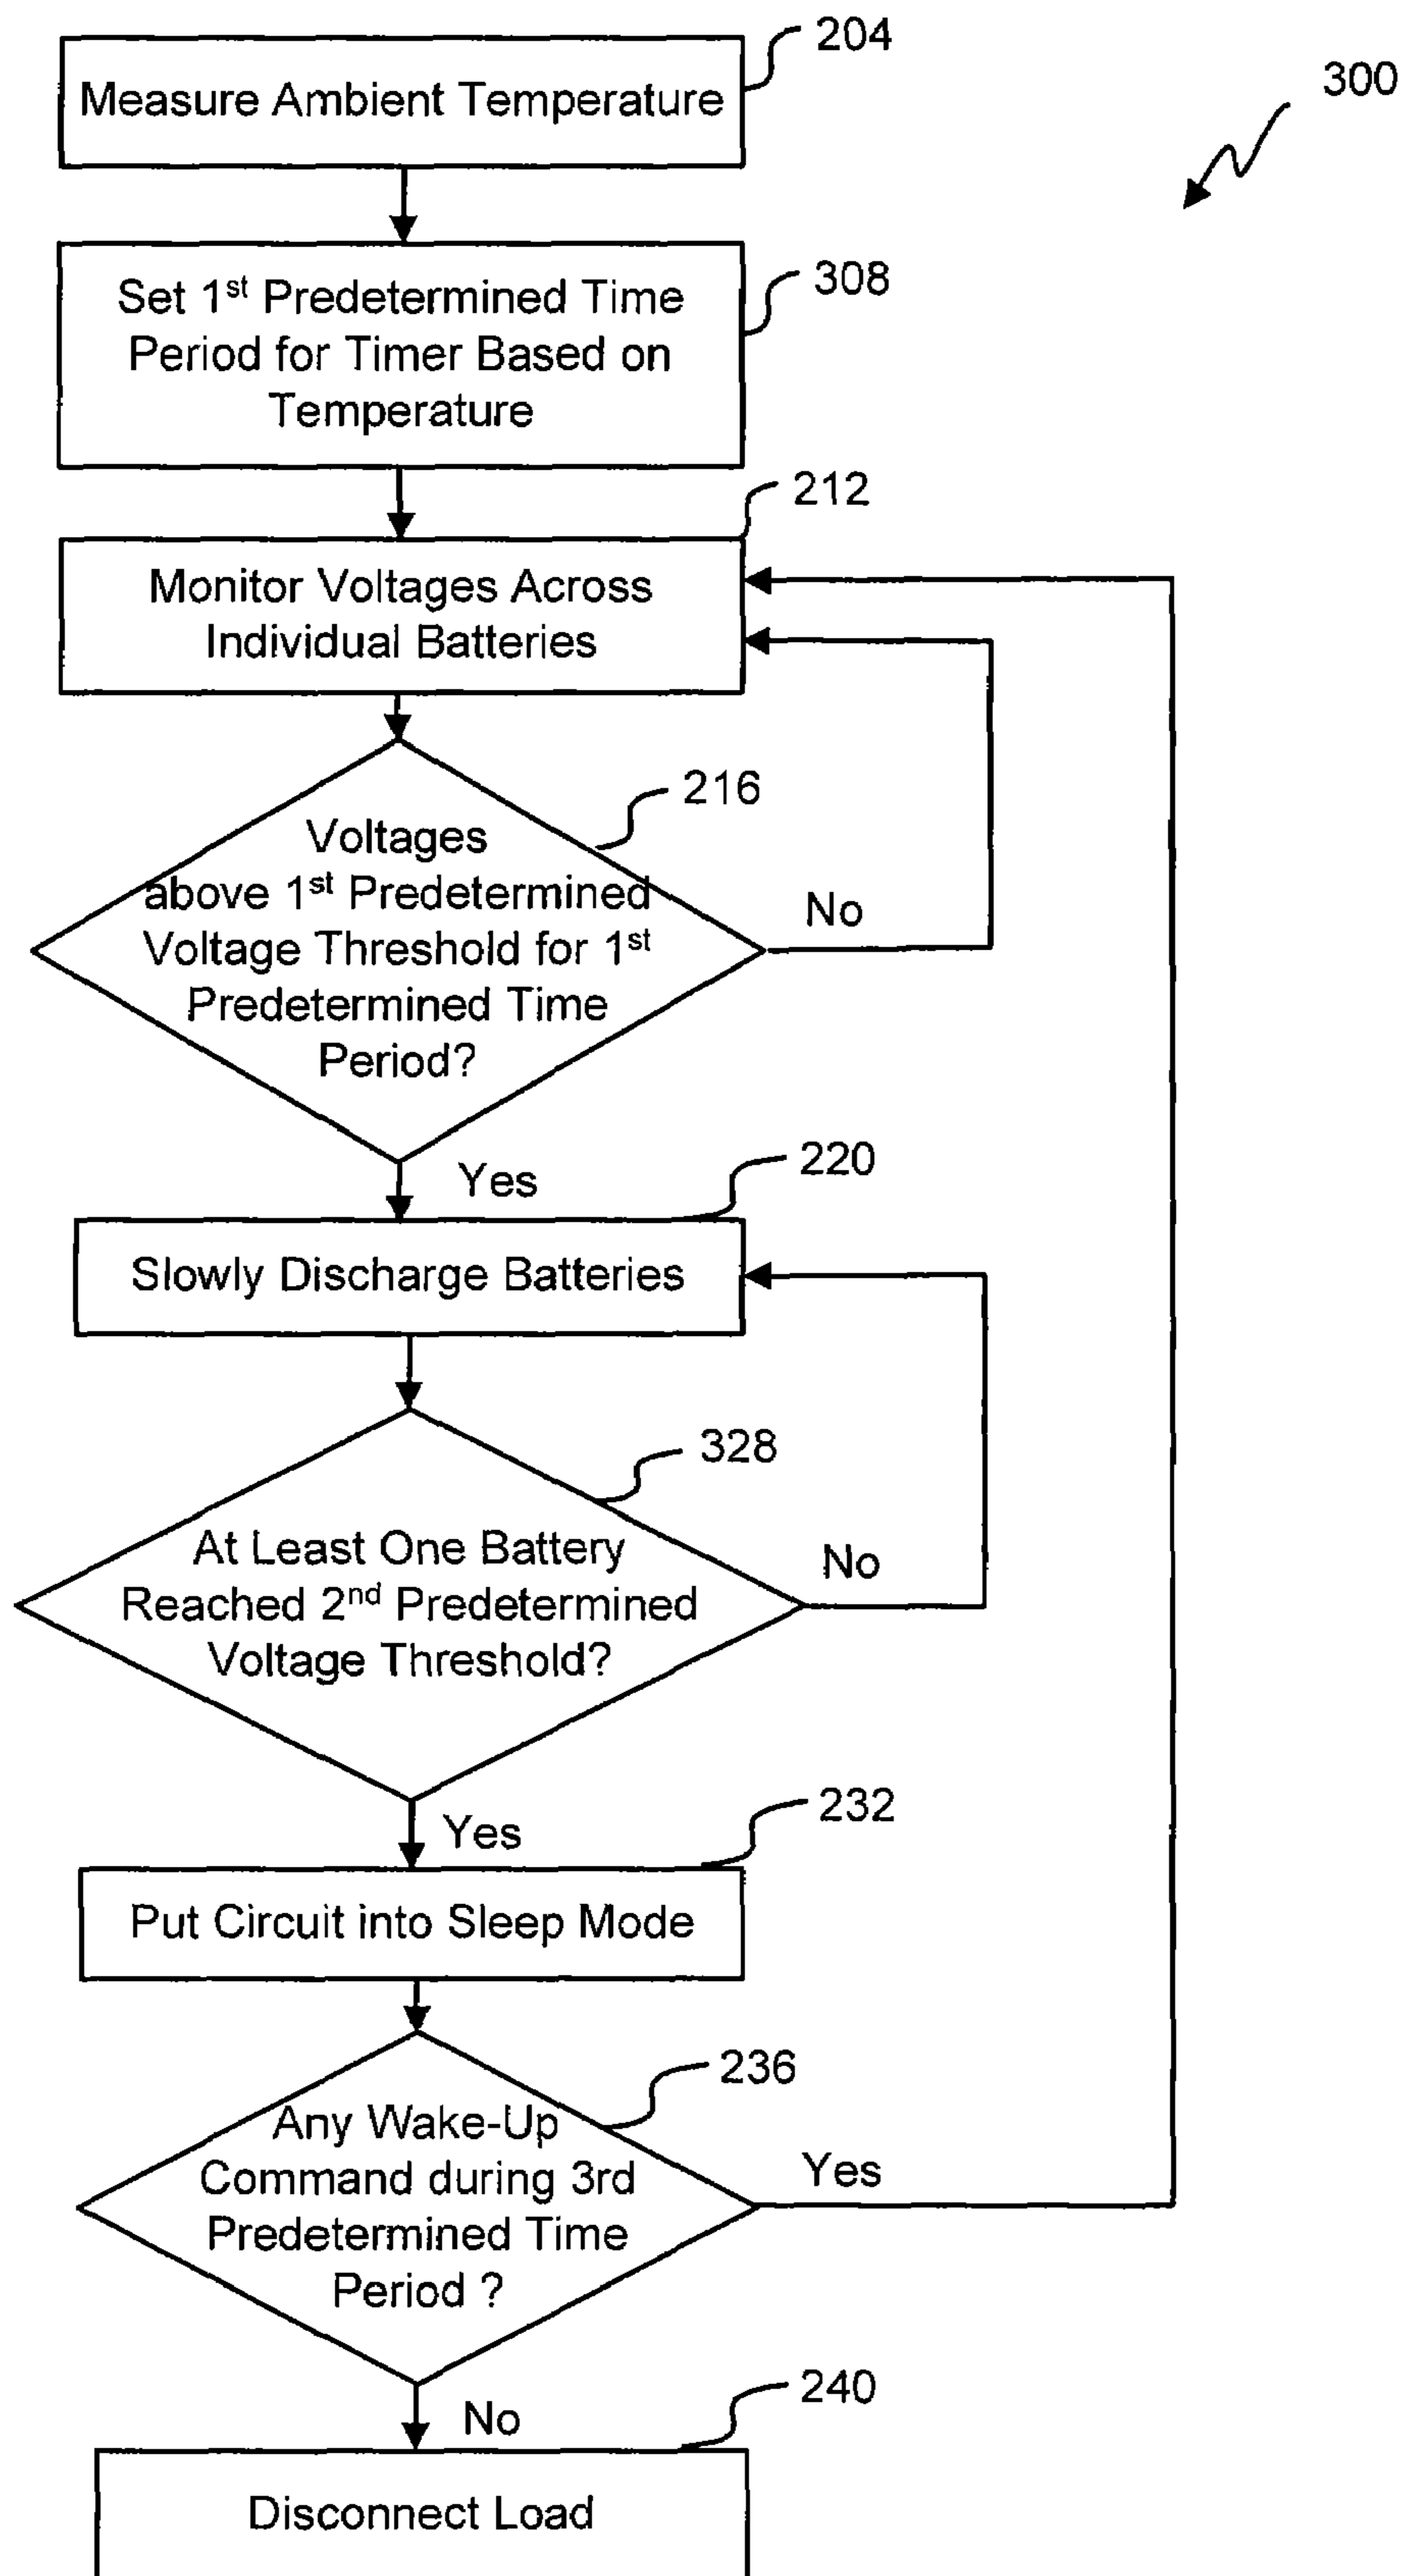 204
300
Measure Ambient Temperature
308
Set 1st Predetermined Time
Period for Timer Based on
Temperature
212
Monitor Voltages Across
Individual Batteries
216
Voltages
above 1st Predetermined
Voltage Threshold for 1st
Predetermined Time
Period?
No
Yes
220
Slowly Discharge Batteries
328
At Least One Battery
Reached 2nd Predetermined
Voltage Threshold?
No
Yes
232
Put Circuit into Sleep Mode
236
Any Wake-Up
Command during 3rd
Predetermined Time
Period ?
Yes
No
240
Disconnect Load